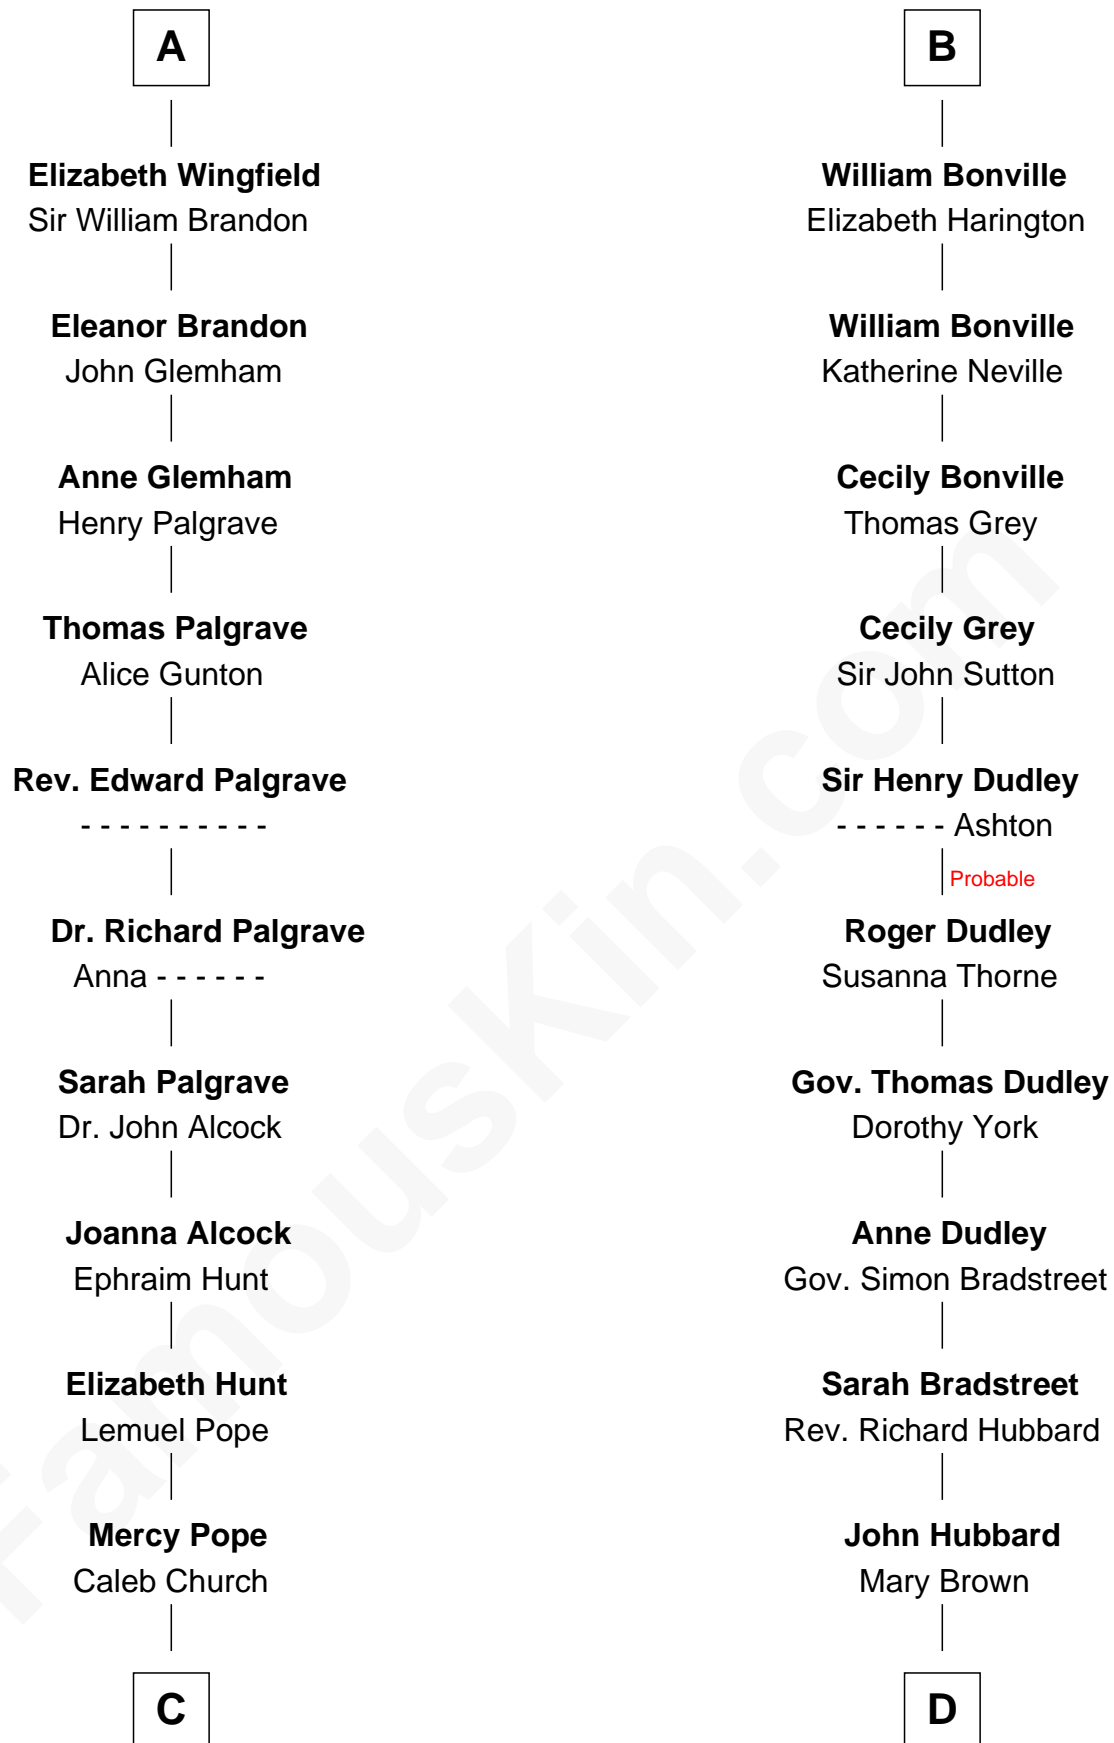 A
Elizabeth Wingfield
Sir William Brandon
Eleanor Brandon
John Glemham
Anne Glemham
Henry Palgrave
Thomas Palgrave
Alice Gunton
Rev. Edward Palgrave
- - - - - - - - - -
Dr. Richard Palgrave
Anna - - - - - -
Sarah Palgrave
Dr. John Alcock
Joanna Alcock
Ephraim Hunt
Elizabeth Hunt
Lemuel Pope
Mercy Pope
Caleb Church
C
B
William Bonville
Elizabeth Harington
William Bonville
Katherine Neville
Cecily Bonville
Thomas Grey
Cecily Grey
Sir John Sutton
Sir Henry Dudley
- - - - - - Ashton
Probable
Roger Dudley
Susanna Thorne
Gov. Thomas Dudley
Dorothy York
Anne Dudley
Gov. Simon Bradstreet
Sarah Bradstreet
Rev. Richard Hubbard
John Hubbard
Mary Brown
D
FamousKin.com